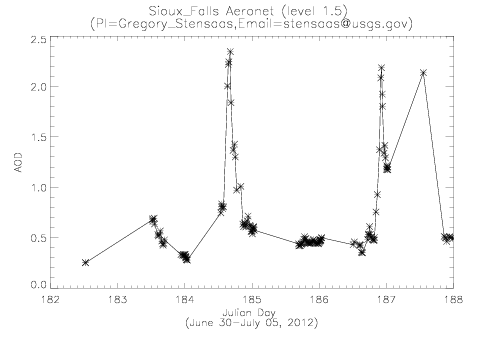 Sioux_Falls Aeronet (level 1.5)
(PI=Gregory_Stensaas,Email=stensaas@usgs.gov)
2.5
2.0
1.5
1.0
0.5
0.0
AOD
182 183 184 185 186 187 188
Julian Day
(June 30-July 05, 2012)